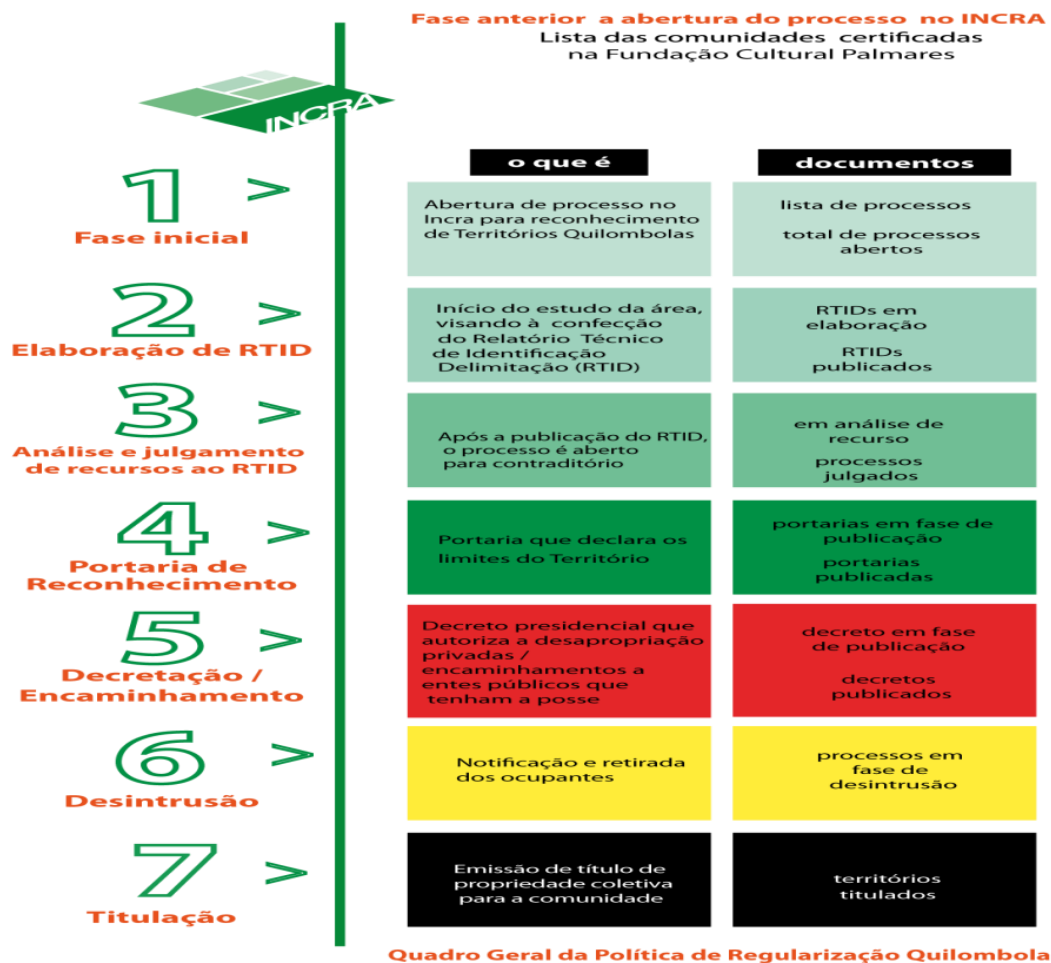 Fase anterior a abertura do processo no INCRA
Lista das comunidades certificadas
na Fundação Cultural Palmares
INCRA
o que é
documentos
1 >
Fase inicial
Abertura de processo no
Incra para reconhecimento
de Territórios Quilombolas
lista de processos
total de processos
abertos
2 >
Elaboração de RTID
Início do estudo da área,
visando à confecção
do Relatório Técnico
de Identificação
Delimitação (RTID)
RTIDs em
elaboração
RTIDs
publicados
3 >
Análise e julgamento
de recursos ao RTID
Após a publicação do RTID,
o processo é aberto
para contraditório
em análise de
recurso
processos
julgados
4 >
Portaria de
Reconhecimento
Portaria que declara os
limites do Território
portarias em fase de
publicação
portarias
publicadas
5 >
Decretação /
Encaminhamento
Decreto presidencial que
autoriza a desapropriação
privadas /
encaminhamentos a
entes públicos que
tenham a posse
decreto em fase
de publicação
decretos
publicados
6 >
Desintrusão
Notificação e retirada
dos ocupantes
processos em
fase de
desintrusão
7 >
Titulação
Emissão de título de
propriedade coletiva
para a comunidade
territórios
titulados
Quadro Geral da Política de Regularização Quilombola